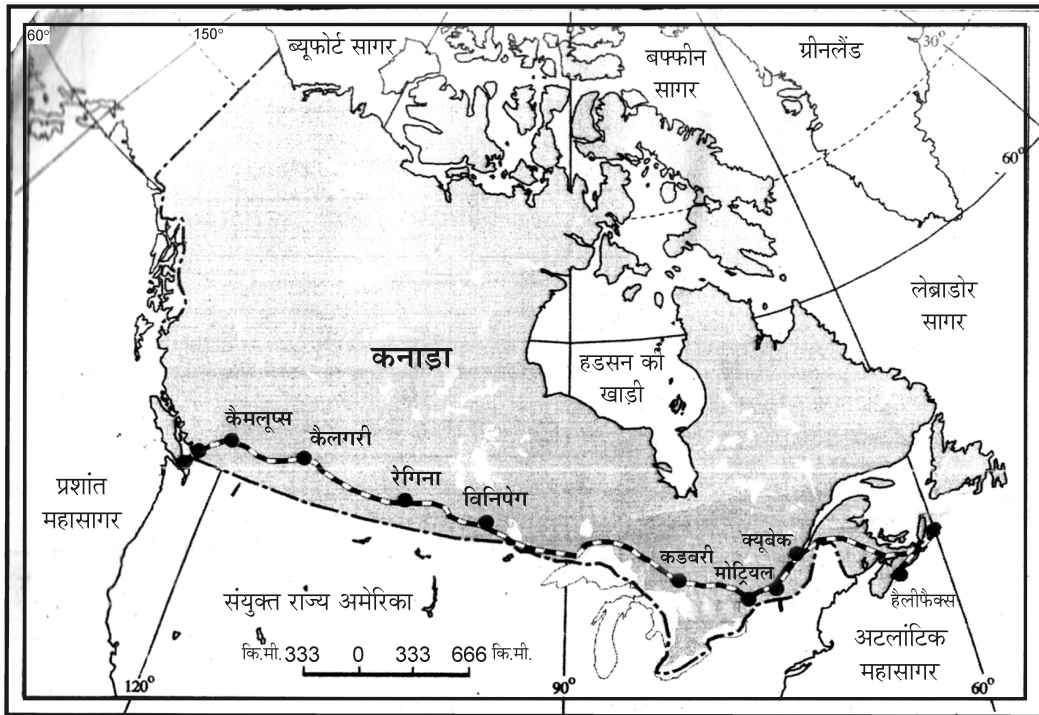 60°
150°
ब्यूफोर्ट सागर
बफ्फीन
सागर
ग्रीनलैंड
30°
60°
लेब्राडोर
सागर
कनाड़ा
हडसन की
खाड़ी
कैमलूप्स
कैलगरी
रेगिना
विनिपेग
प्रशांत
महासागर
कडबरी
क्यूबेक
मोट्रियल
हैलीफैक्स
संयुक्त राज्य अमेरिका
अटलांटिक
महासागर
कि.मी. 333 0 333 666 कि.मी.
120°
90°
60°